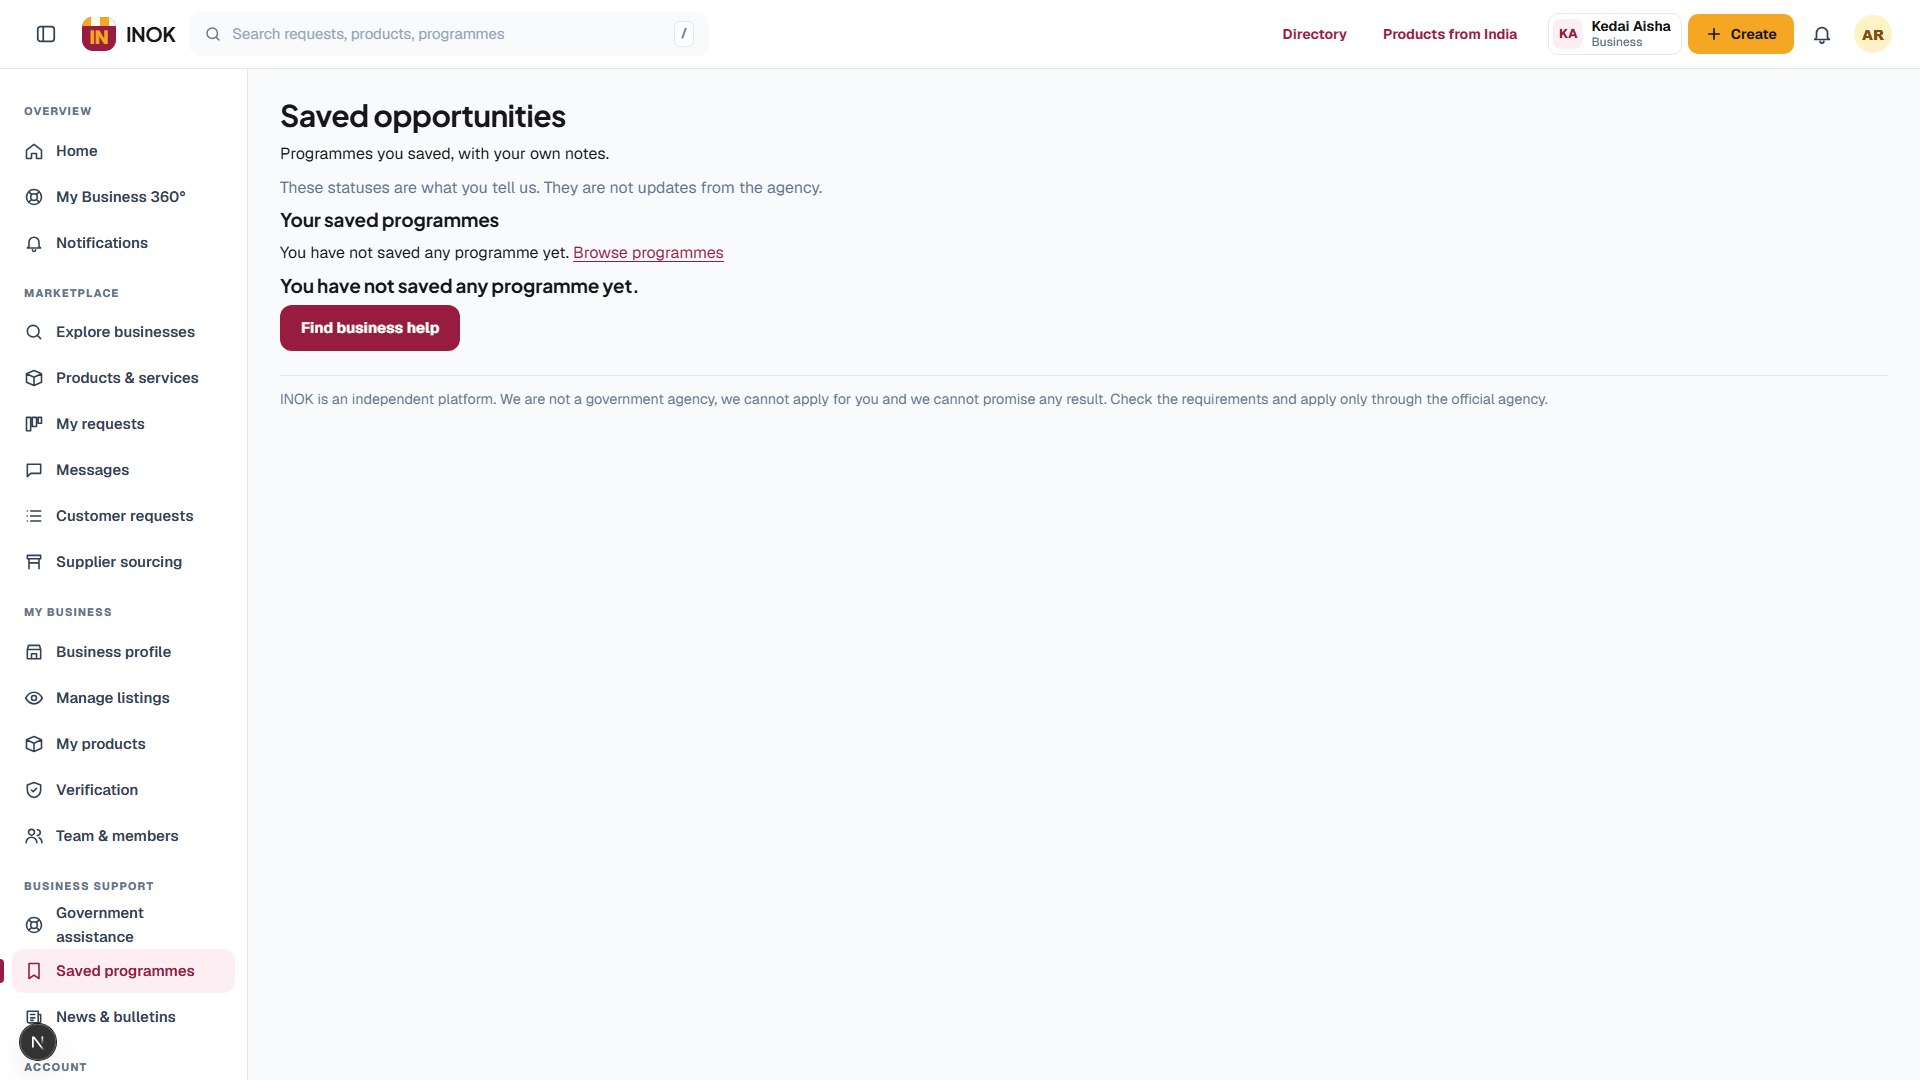 IN INOK
Search requests, products, programmes /
Directory
Products from India
KA Kedai Aisha
Business
+ Create
AR
OVERVIEW
Home
My Business 360°
Notifications
MARKETPLACE
Explore businesses
Products & services
My requests
Messages
Customer requests
Supplier sourcing
MY BUSINESS
Business profile
Manage listings
My products
Verification
Team & members
BUSINESS SUPPORT
Government
assistance
Saved programmes
News & bulletins
N
ACCOUNT
Saved opportunities
Programmes you saved, with your own notes.
These statuses are what you tell us. They are not updates from the agency.
Your saved programmes
You have not saved any programme yet. Browse programmes
You have not saved any programme yet.
Find business help
INOK is an independent platform. We are not a government agency, we cannot apply for you and we cannot promise any result. Check the requirements and apply only through the official agency.